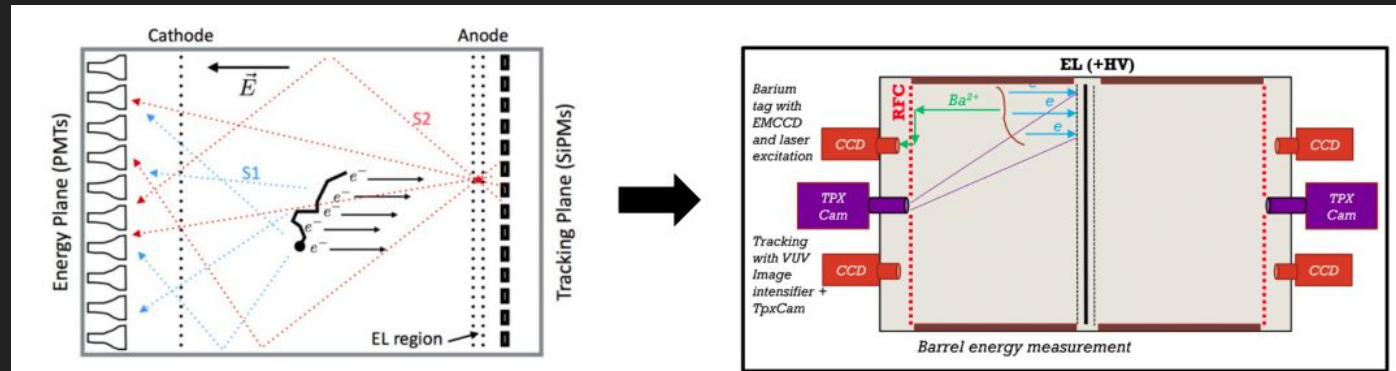 Cathode
Anode
E
S2
S1
e-
e-
e-
e-
e-
Energy Plane (PMTs)
Tracking Plane (SiPMs)
EL region
EL (+HV)
Barium
tag with
EMCCD
and laser
excitation
RFC
Ba2+
e
e
e
CCD
CCD
TPX
Cam
TPX
Cam
Tracking
with VUV
Image
intensifier +
TpxCam
CCD
CCD
Barrel energy measurement